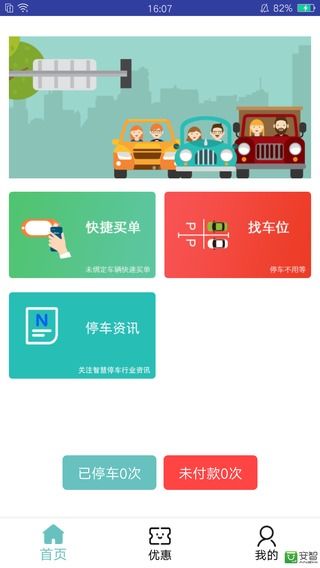 16:07
82%
快捷买单
未绑定车辆快速买单
P
P
找车位
停车不用等
N
停车资讯
关注智慧停车行业资讯
已停车0次
未付款0次
首页
优惠
我的
安智